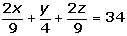 2x/9 + y/4 + 2z/9 = 34